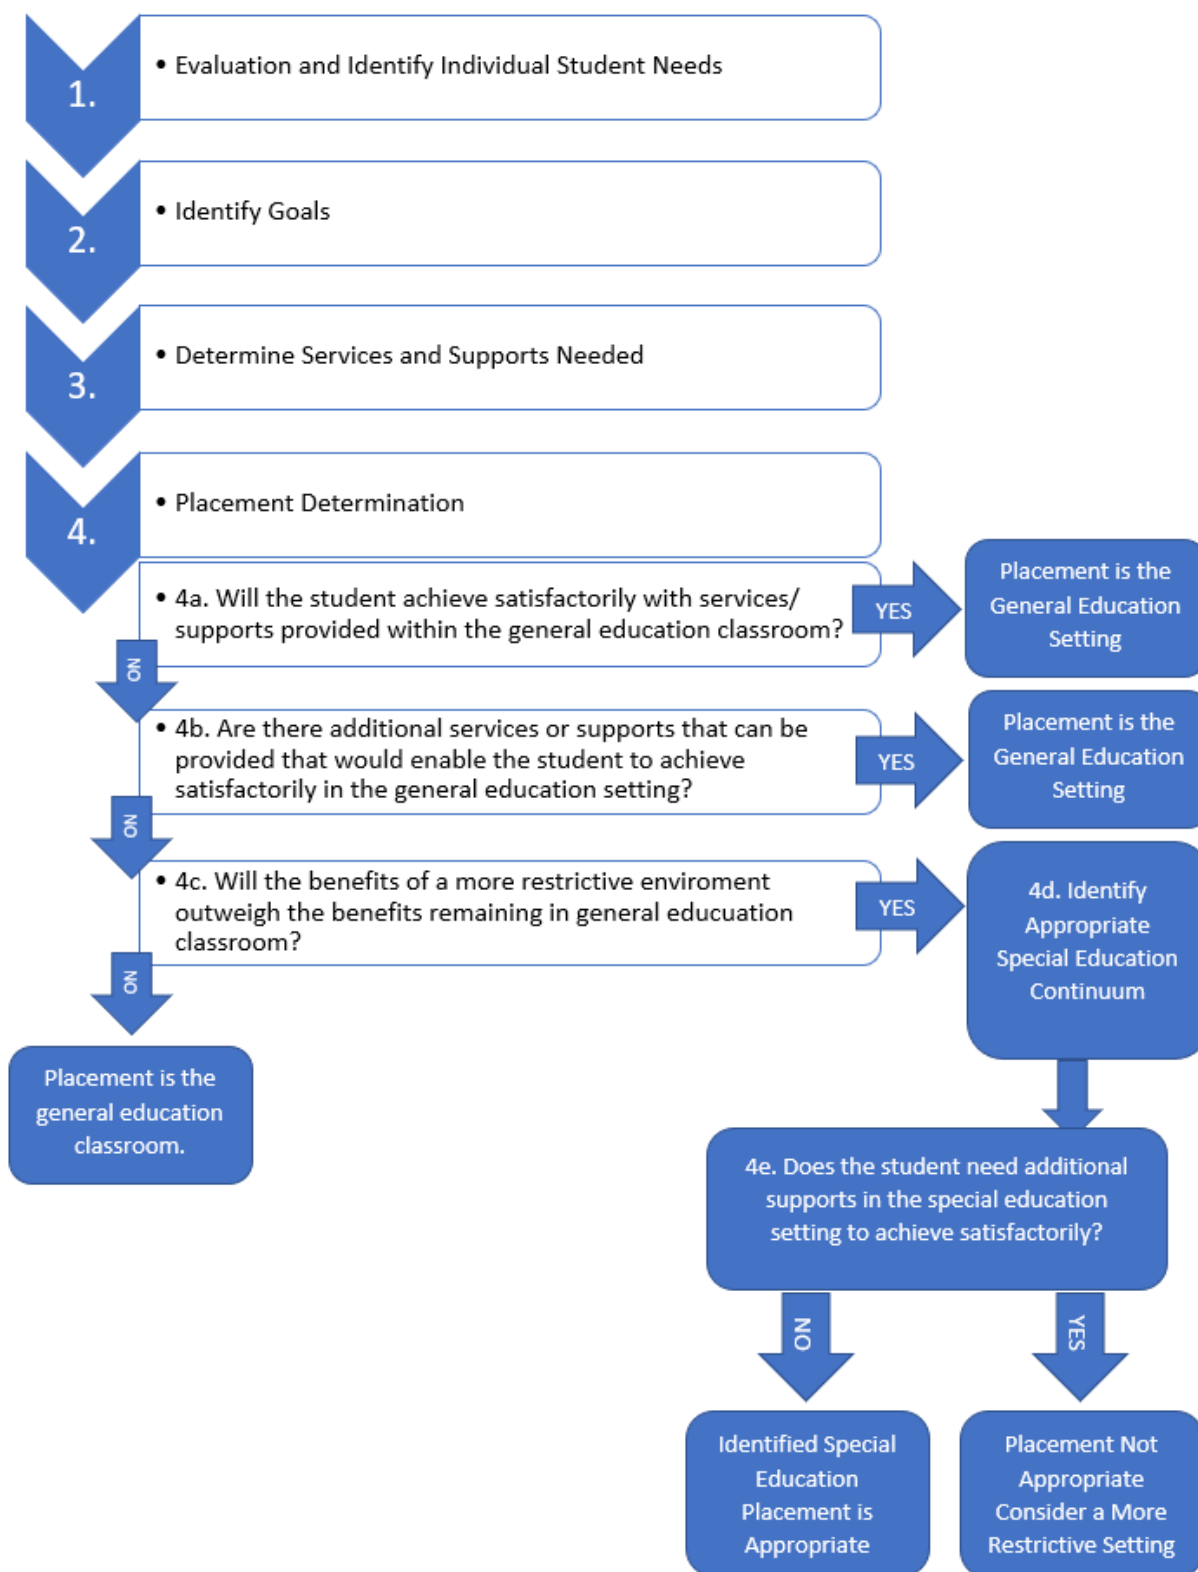 1.
• Evaluation and Identify Individual Student Needs
2.
• Identify Goals
3.
• Determine Services and Supports Needed
4.
• Placement Determination
• 4a. Will the student achieve satisfactorily with services/
supports provided within the general education classroom?
YES
Placement is the
General Education
Setting
NO
• 4b. Are there additional services or supports that can be
provided that would enable the student to achieve
satisfactorily in the general education setting?
YES
Placement is the
General Education
Setting
NO
• 4c. Will the benefits of a more restrictive enviroment
outweigh the benefits remaining in general educuation
classroom?
YES
4d. Identify
Appropriate
Special Education
Continuum
NO
Placement is the
general education
classroom.
4e. Does the student need additional
supports in the special education
setting to achieve satisfactorily?
NO
YES
Identified Special
Education
Placement is
Appropriate
Placement Not
Appropriate
Consider a More
Restrictive Setting